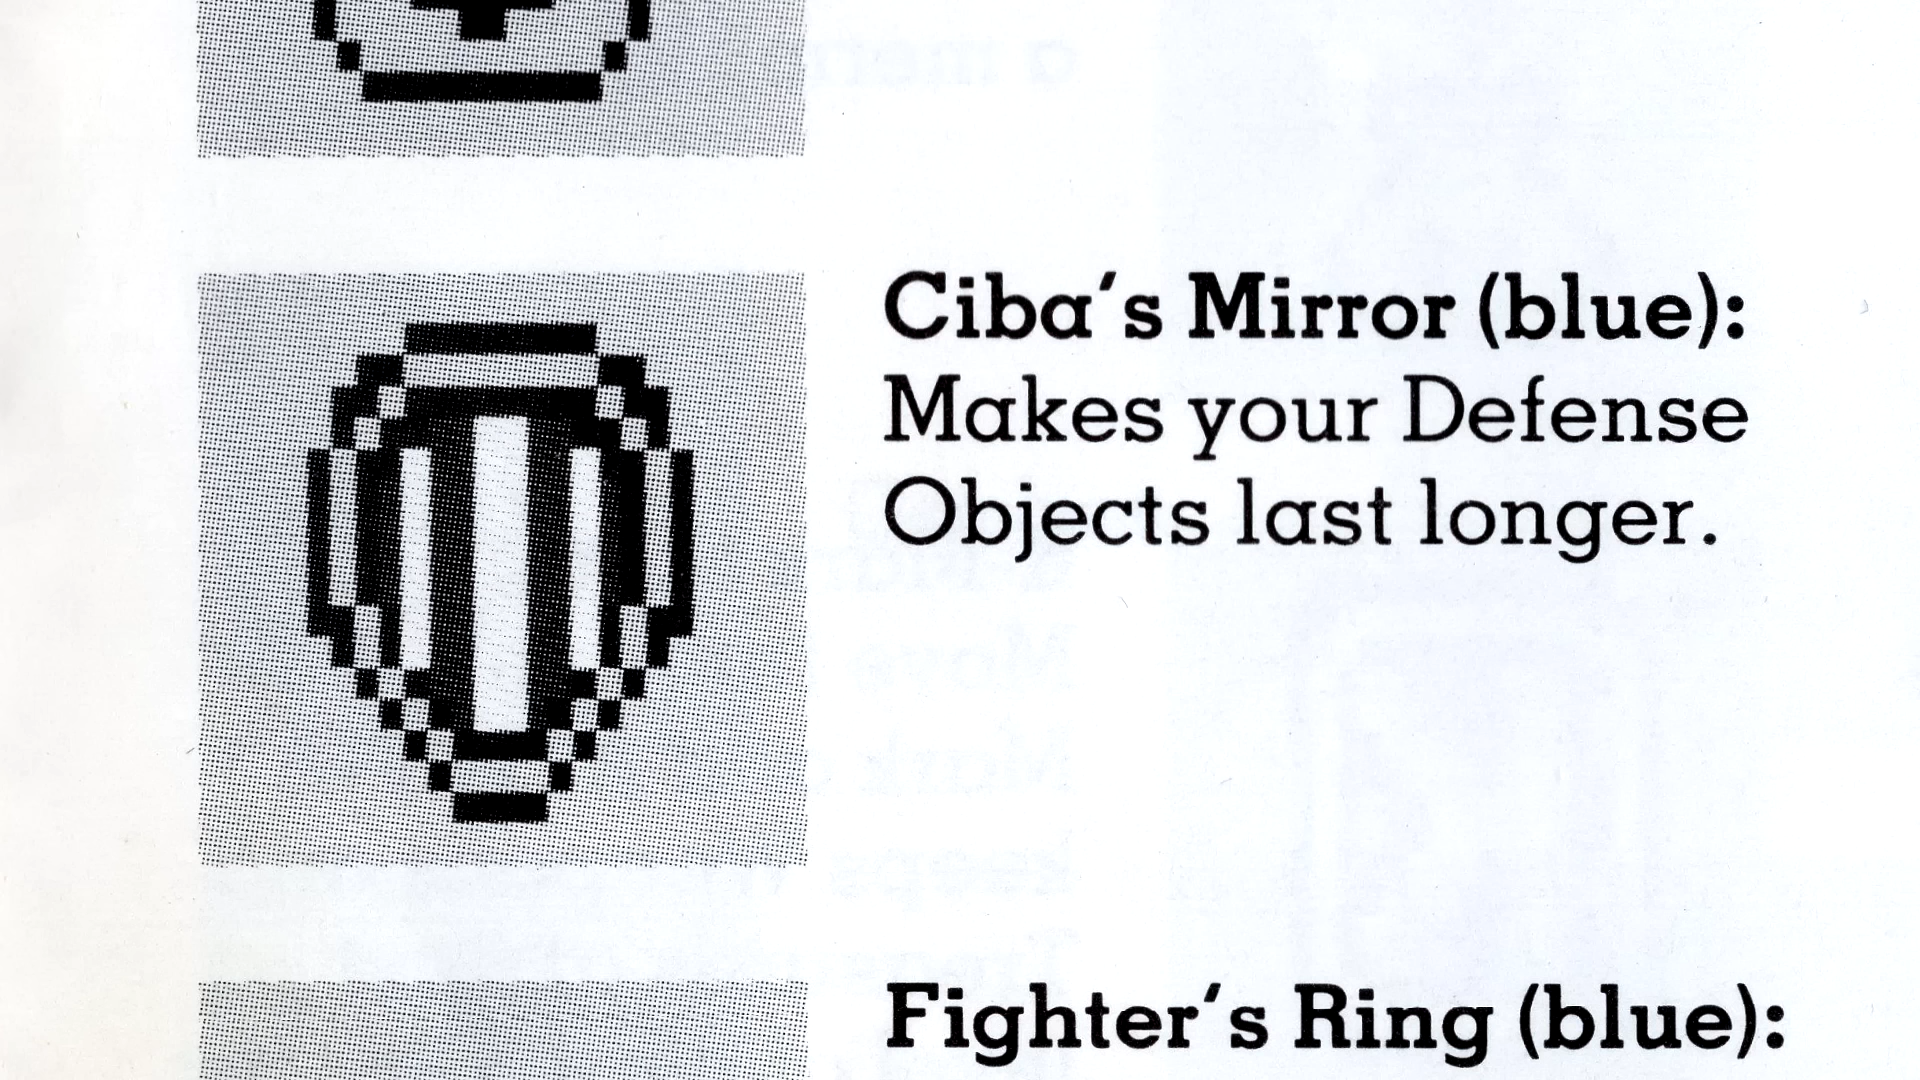 Ciba's Mirror (blue):
Makes your Defense
Objects last longer.
Fighter's Ring (blue):